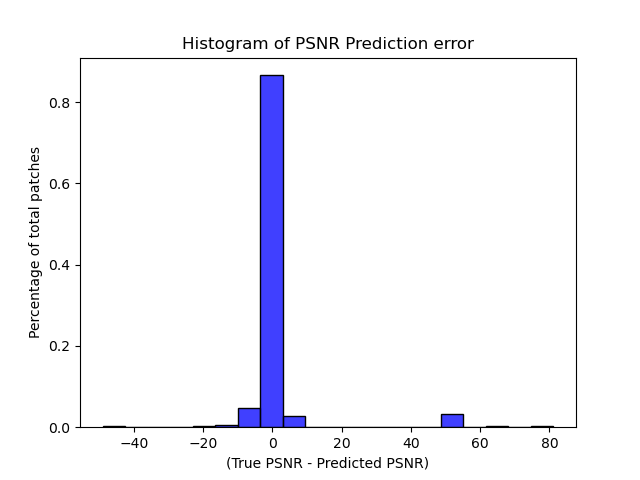 Histogram of PSNR Prediction error
Percentage of total patches
0.8
0.6
0.4
0.2
0.0
−40 −20 0 20 40 60 80
(True PSNR - Predicted PSNR)